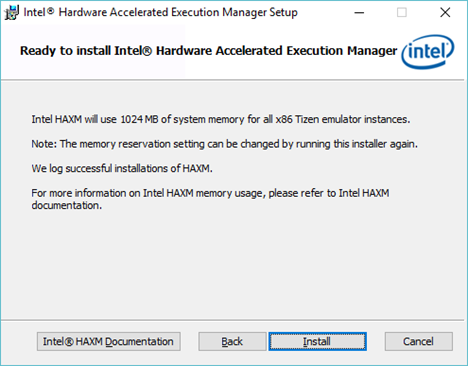 Intel® Hardware Accelerated Execution Manager Setup
Ready to install Intel® Hardware Accelerated Execution Manager
intel
Intel HAXM will use 1024 MB of system memory for all x86 Tizen emulator instances.
Note: The memory reservation setting can be changed by running this installer again.
We log successful installations of HAXM.
For more information on Intel HAXM memory usage, please refer to Intel HAXM
documentation.
Intel® HAXM Documentation
Back
Install
Cancel